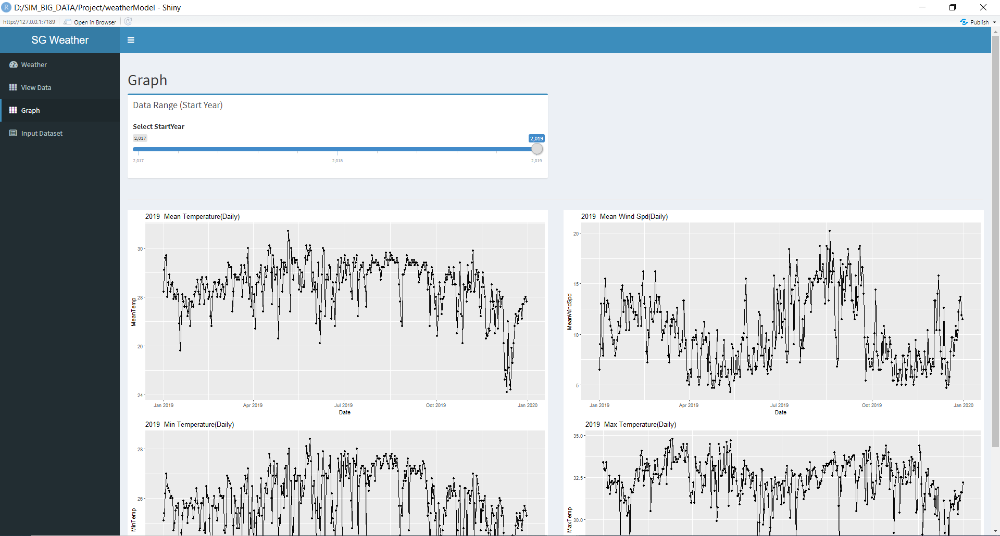 D:/SIM_BIG_DATA/Project/weatherModel - Shiny
http://127.0.0.1:7189 Open in Browser Publish
SG Weather
Weather
View Data
Graph
Input Dataset
Graph
Data Range (Start Year)
Select StartYear
2,017 2,019
2,017 2,018 2,019
2019 Mean Temperature(Daily)
30
28
26
24
MeanTemp
Jan 2019 Apr 2019 Jul 2019 Oct 2019 Jan 2020
Date
2019 Mean Wind Spd(Daily)
20
15
10
5
MeanWindSpd
Jan 2019 Apr 2019 Jul 2019 Oct 2019 Jan 2020
Date
2019 Min Temperature(Daily)
28
26
MinTemp
2019 Max Temperature(Daily)
35.0
32.5
30.0
MaxTemp